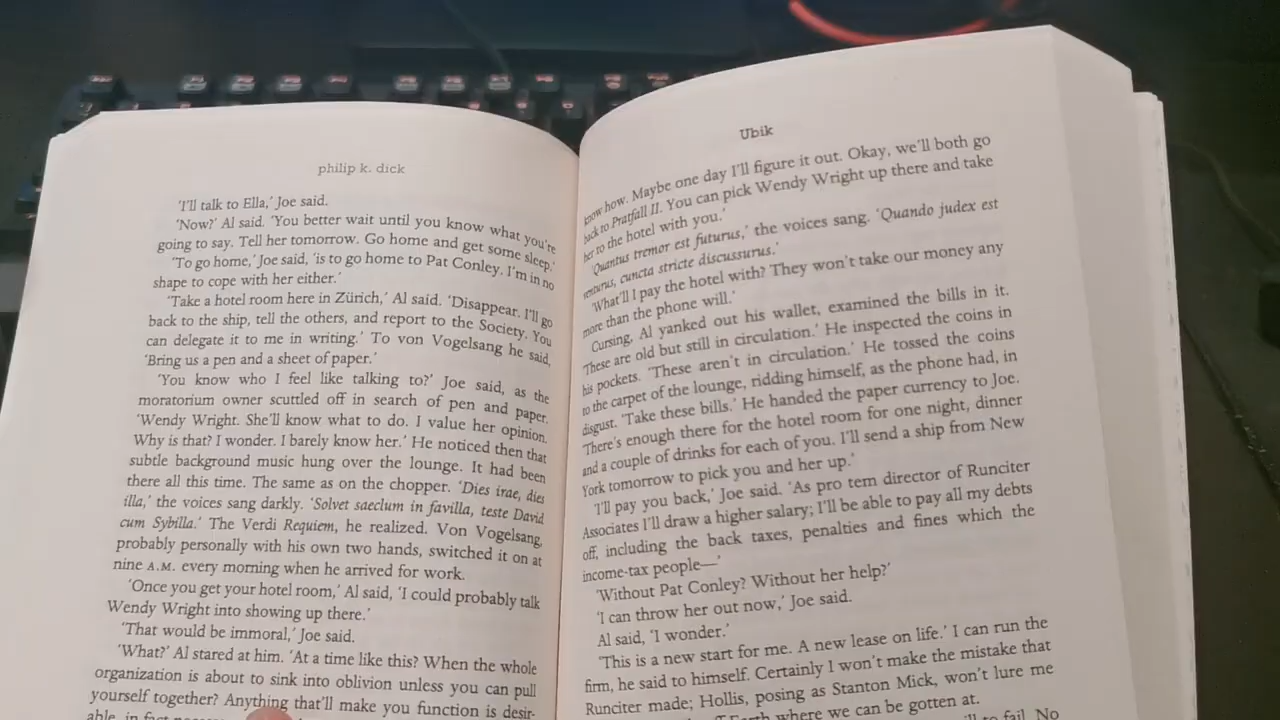 philip k. dick
'I'll talk to Ella,' Joe said.
'Now?' Al said. 'You better wait until you know what you're
going to say. Tell her tomorrow. Go home and get some sleep.'
'To go home,' Joe said, 'is to go home to Pat Conley. I'm in no
shape to cope with her either.'
'Take a hotel room here in Zürich,' Al said. 'Disappear. I'll go
back to the ship, tell the others, and report to the Society. You
can delegate it to me in writing.' To von Vogelsang he said,
'Bring us a pen and a sheet of paper.'
'You know who I feel like talking to?' Joe said, as the
moratorium owner scuttled off in search of pen and paper.
'Wendy Wright. She'll know what to do. I value her opinion.
Why is that? I wonder. I barely know her.' He noticed then that
subtle background music hung over the lounge. It had been
there all this time. The same as on the chopper. 'Dies irae, dies
illa,' the voices sang darkly. 'Solvet saeclum in favilla, teste David
cum Sybilla.' The Verdi Requiem, he realized. Von Vogelsang,
probably personally with his own two hands, switched it on at
nine A.M. every morning when he arrived for work.
'Once you get your hotel room,' Al said, 'I could probably talk
Wendy Wright into showing up there.'
'That would be immoral,' Joe said.
'What?' Al stared at him. 'At a time like this? When the whole
organization is about to sink into oblivion unless you can pull
yourself together? Anything that'll make you function is desir-
able, in fact
Ubik
know how. Maybe one day I'll figure it out. Okay, we'll both go
back to Pratfall II. You can pick Wendy Wright up there and take
her to the hotel with you.'
'Quantus tremor est futurus,' the voices sang. 'Quando judex est
venturus, cuncta stricte discussurus.'
'What'll I pay the hotel with? They won't take our money any
more than the phone will.'
Cursing, Al yanked out his wallet, examined the bills in it.
'These are old but still in circulation.' He inspected the coins in
his pockets. 'These aren't in circulation.' He tossed the coins
to the carpet of the lounge, ridding himself, as the phone had, in
disgust. 'Take these bills.' He handed the paper currency to Joe.
'There's enough there for the hotel room for one night, dinner
and a couple of drinks for each of you. I'll send a ship from New
York tomorrow to pick you and her up.'
'I'll pay you back,' Joe said. 'As pro tem director of Runciter
Associates I'll draw a higher salary; I'll be able to pay all my debts
off, including the back taxes, penalties and fines which the
income-tax people—'
'Without Pat Conley? Without her help?'
'I can throw her out now,' Joe said.
Al said, 'I wonder.'
'This is a new start for me. A new lease on life.' I can run the
firm, he said to himself. Certainly I won't make the mistake that
Runciter made; Hollis, posing as Stanton Mick, won't lure me
Earth where we can be gotten at.
to fail. No